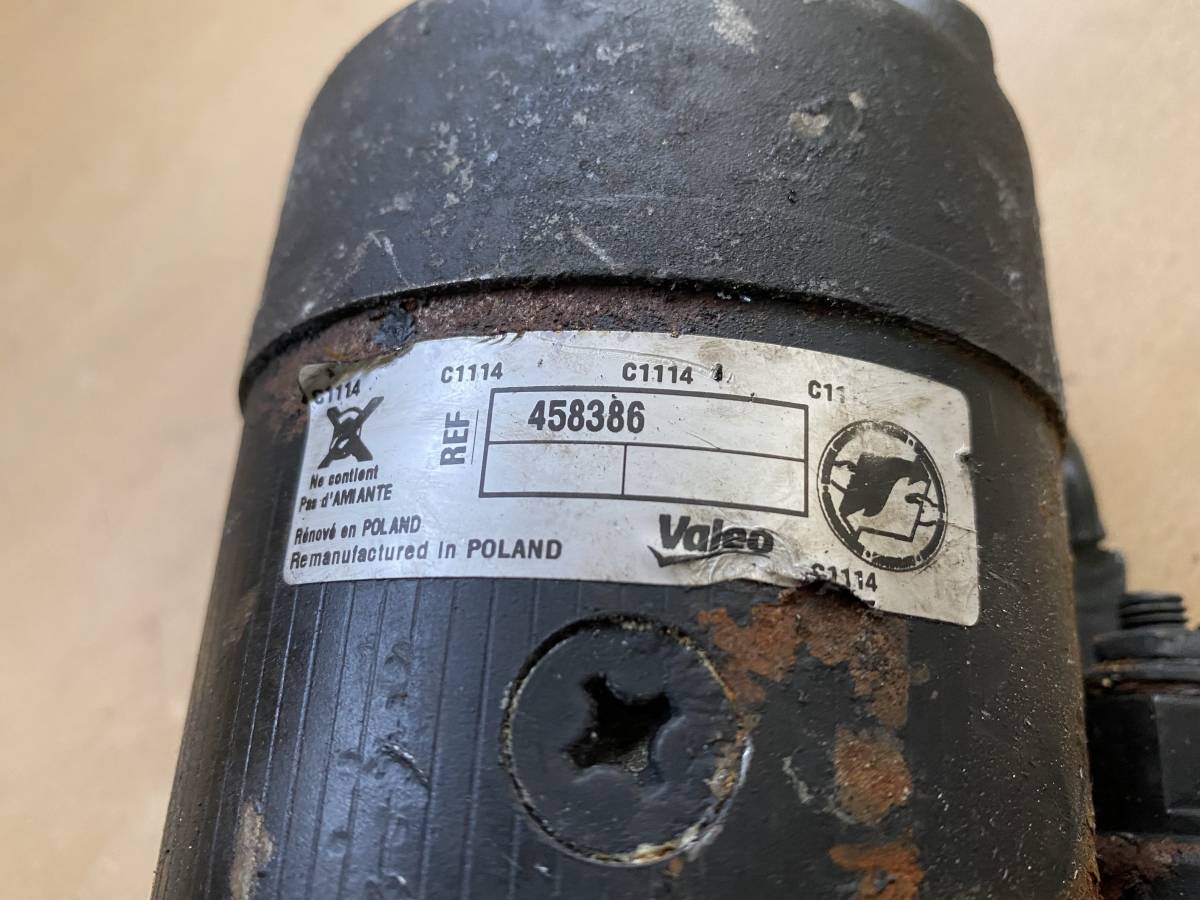 C1114 C1114 C1114 C11
REF 458386
Ne contient
Pas d'AMIANTE
Rénové en POLAND
Remanufactured in POLAND
Valeo
C1114